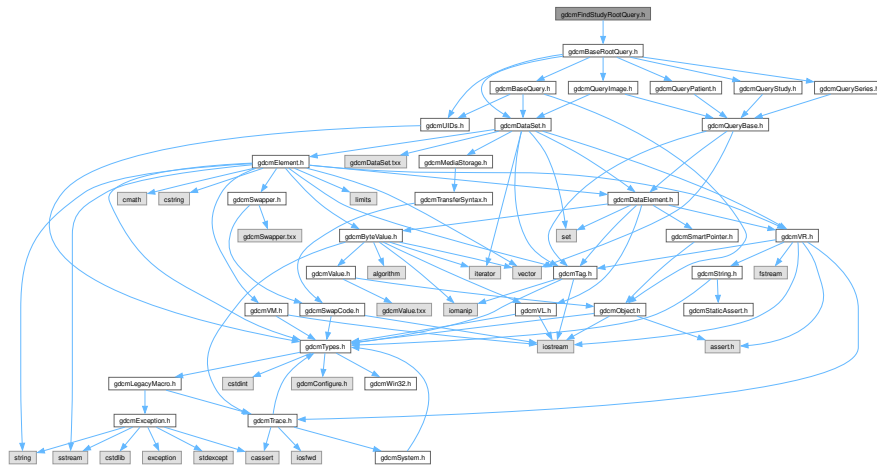 gdcmFindStudyRootQuery.h
gdcmBaseRootQuery.h
gdcmBaseQuery.h
gdcmQueryImage.h
gdcmQueryPatient.h
gdcmQueryStudy.h
gdcmQuerySeries.h
gdcmUIDs.h
gdcmDataSet.h
gdcmQueryBase.h
gdcmElement.h
gdcmDataSet.txx
gdcmMediaStorage.h
cmath
cstring
gdcmSwapper.h
limits
gdcmTransferSyntax.h
gdcmDataElement.h
gdcmSwapper.txx
gdcmByteValue.h
set
gdcmSmartPointer.h
gdcmVR.h
gdcmValue.h
algorithm
iterator
vector
gdcmTag.h
gdcmString.h
fstream
gdcmVM.h
gdcmSwapCode.h
gdcmValue.txx
iomanip
gdcmVL.h
gdcmObject.h
gdcmStaticAssert.h
gdcmTypes.h
iostream
assert.h
gdcmLegacyMacro.h
cstdint
gdcmConfigure.h
gdcmWin32.h
gdcmException.h
gdcmTrace.h
string
sstream
cstdlib
exception
stdexcept
cassert
iosfwd
gdcmSystem.h